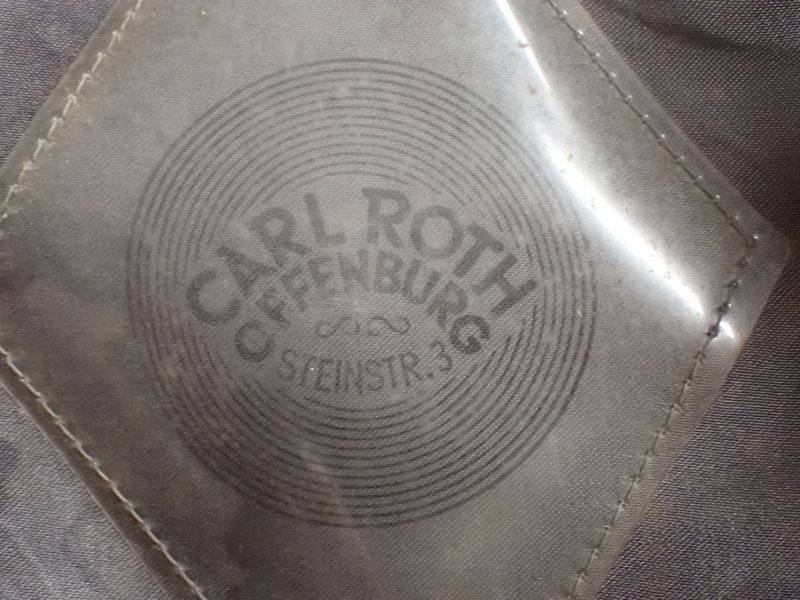 CARL ROTH
OFFENBURG
STEINSTR. 3